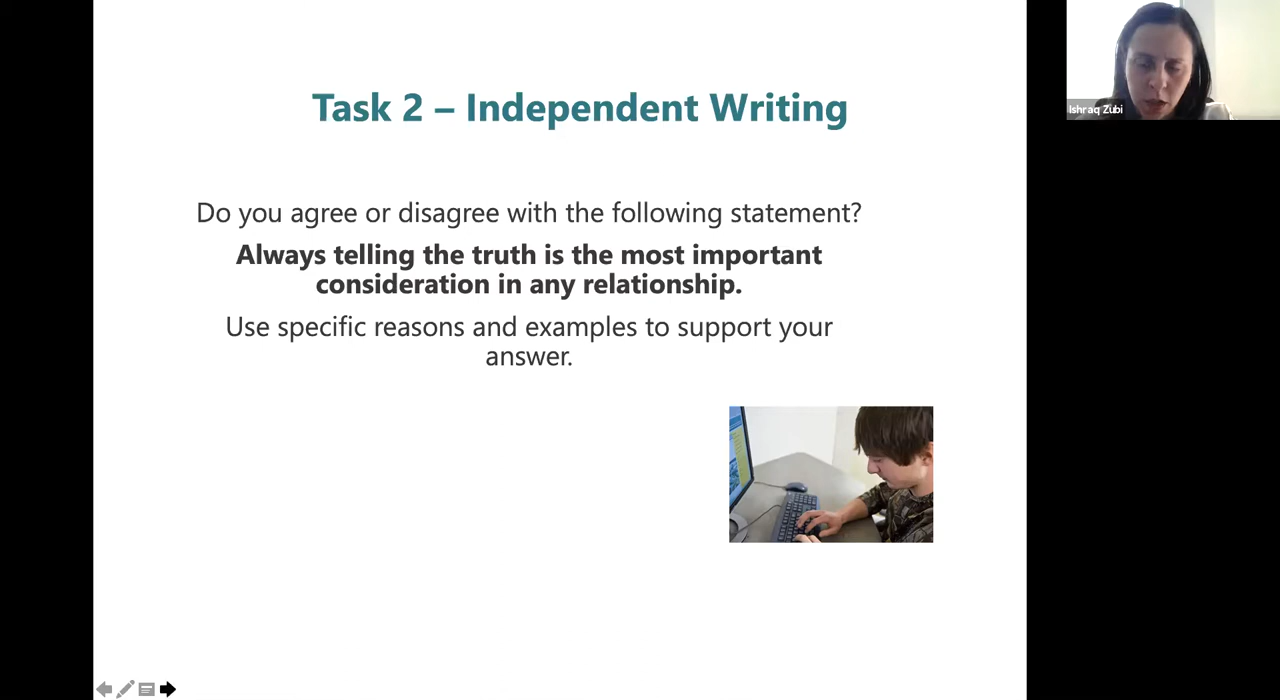 Task 2 – Independent Writing
Do you agree or disagree with the following statement?
Always telling the truth is the most important
consideration in any relationship.
Use specific reasons and examples to support your
answer.
Ishraq Zubi